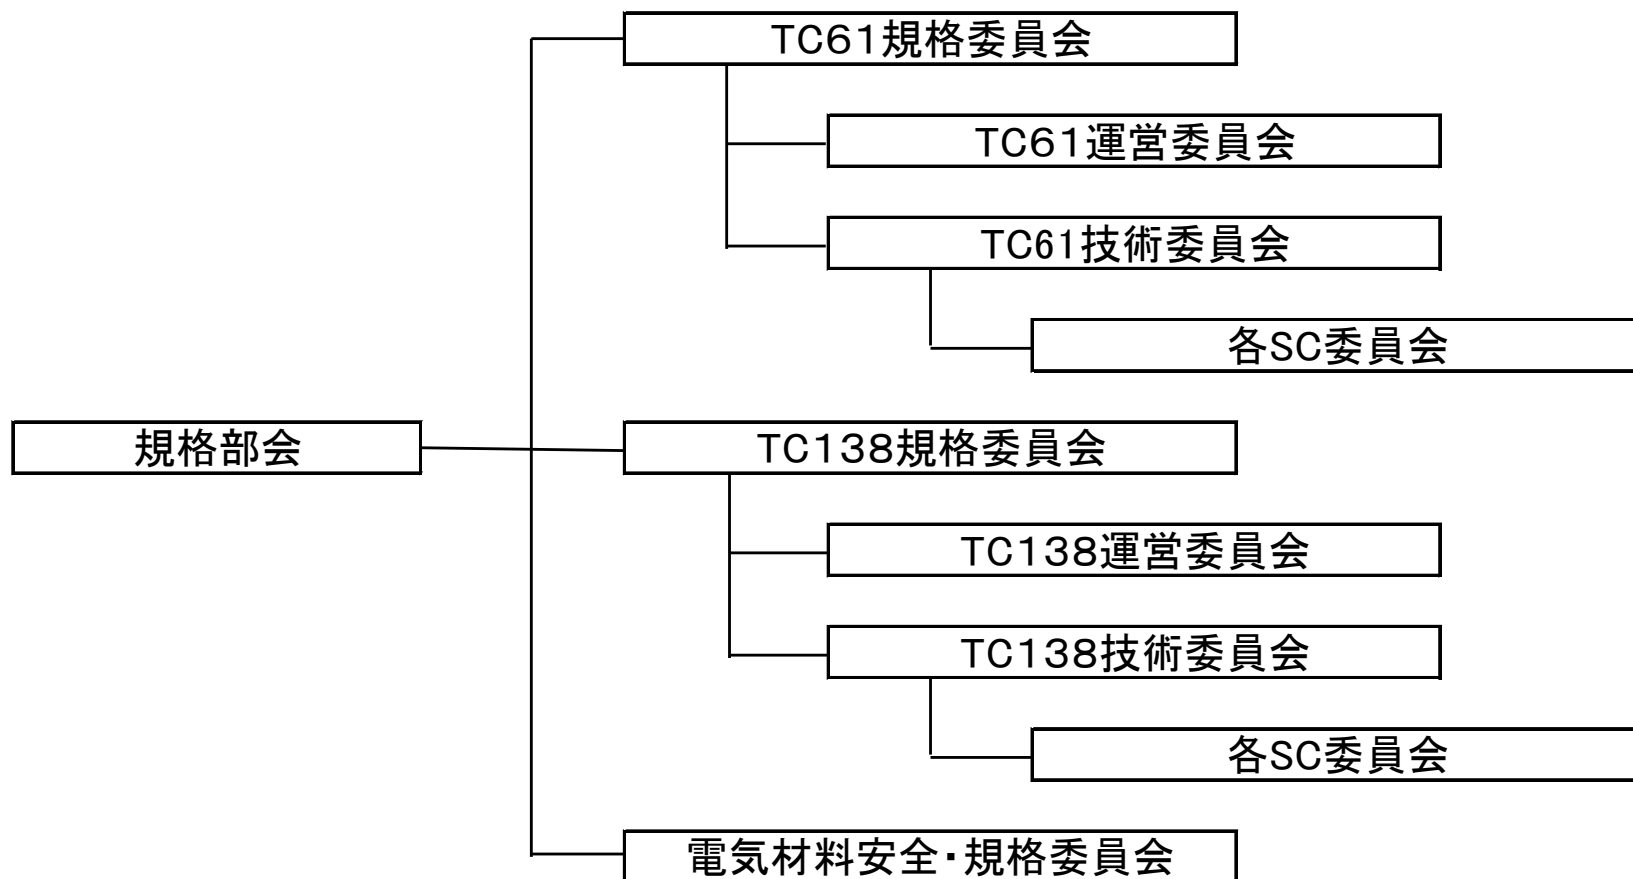 TC６１規格委員会
TC６１運営委員会
TC61技術委員会
各SC委員会
規格部会
TC１３８規格委員会
TC１３８運営委員会
TC１３８技術委員会
各SC委員会
電気材料安全・規格委員会